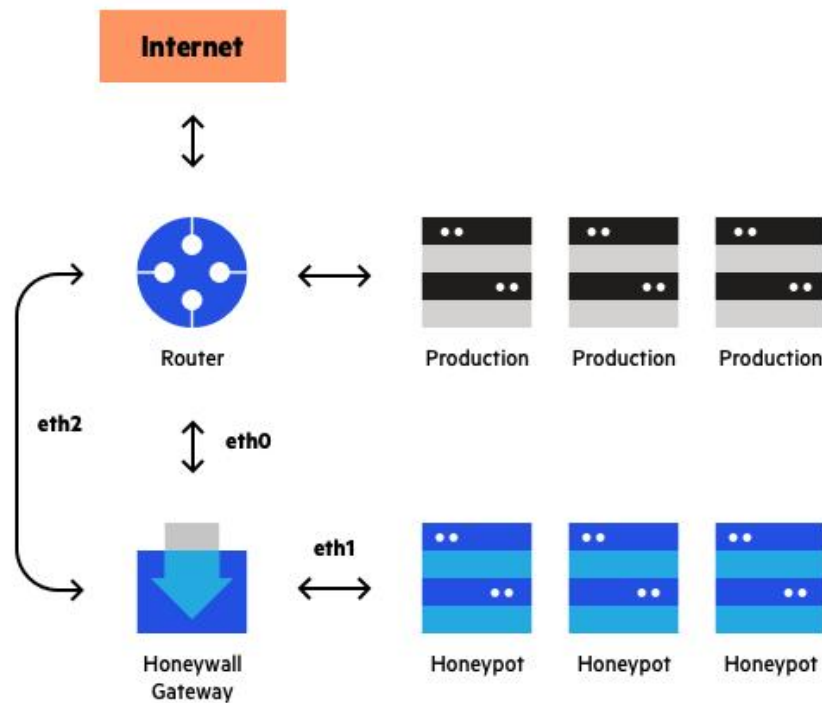 Internet
Router
Production
Production
Production
eth2
eth0
eth1
Honeywall
Gateway
Honeypot
Honeypot
Honeypot